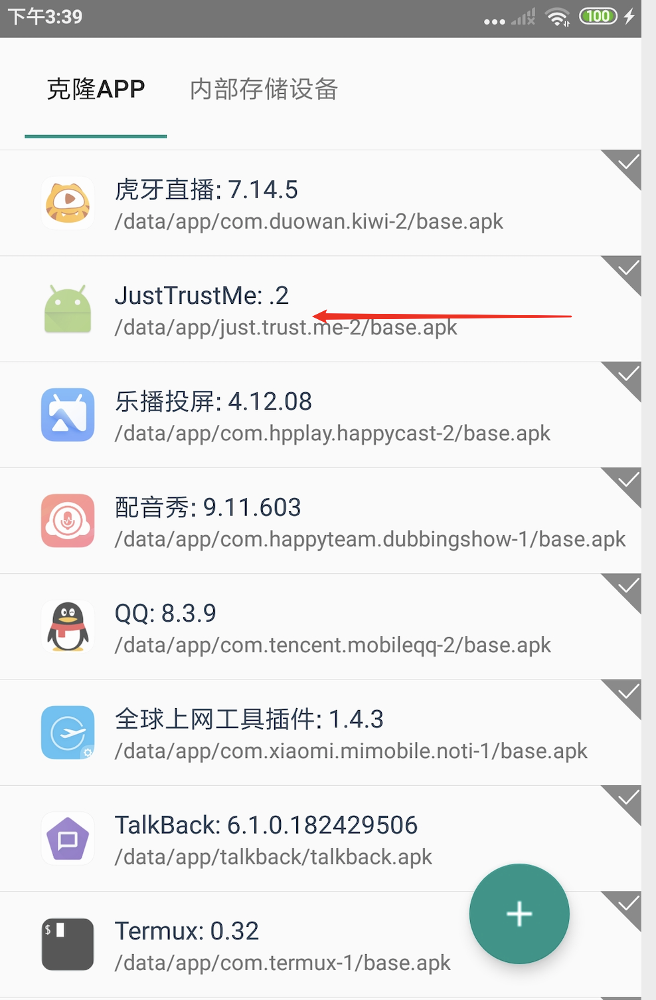 下午3:39
100
克隆APP
内部存储设备
虎牙直播: 7.14.5
/data/app/com.duowan.kiwi-2/base.apk
JustTrustMe: .2
/data/app/just.trust.me-2/base.apk
乐播投屏: 4.12.08
/data/app/com.hpplay.happycast-2/base.apk
配音秀: 9.11.603
/data/app/com.happyteam.dubbingshow-1/base.apk
QQ: 8.3.9
/data/app/com.tencent.mobileqq-2/base.apk
全球上网工具插件: 1.4.3
/data/app/com.xiaomi.mimobile.noti-1/base.apk
TalkBack: 6.1.0.182429506
/data/app/talkback/talkback.apk
$
Termux: 0.32
/data/app/com.termux-1/base.apk